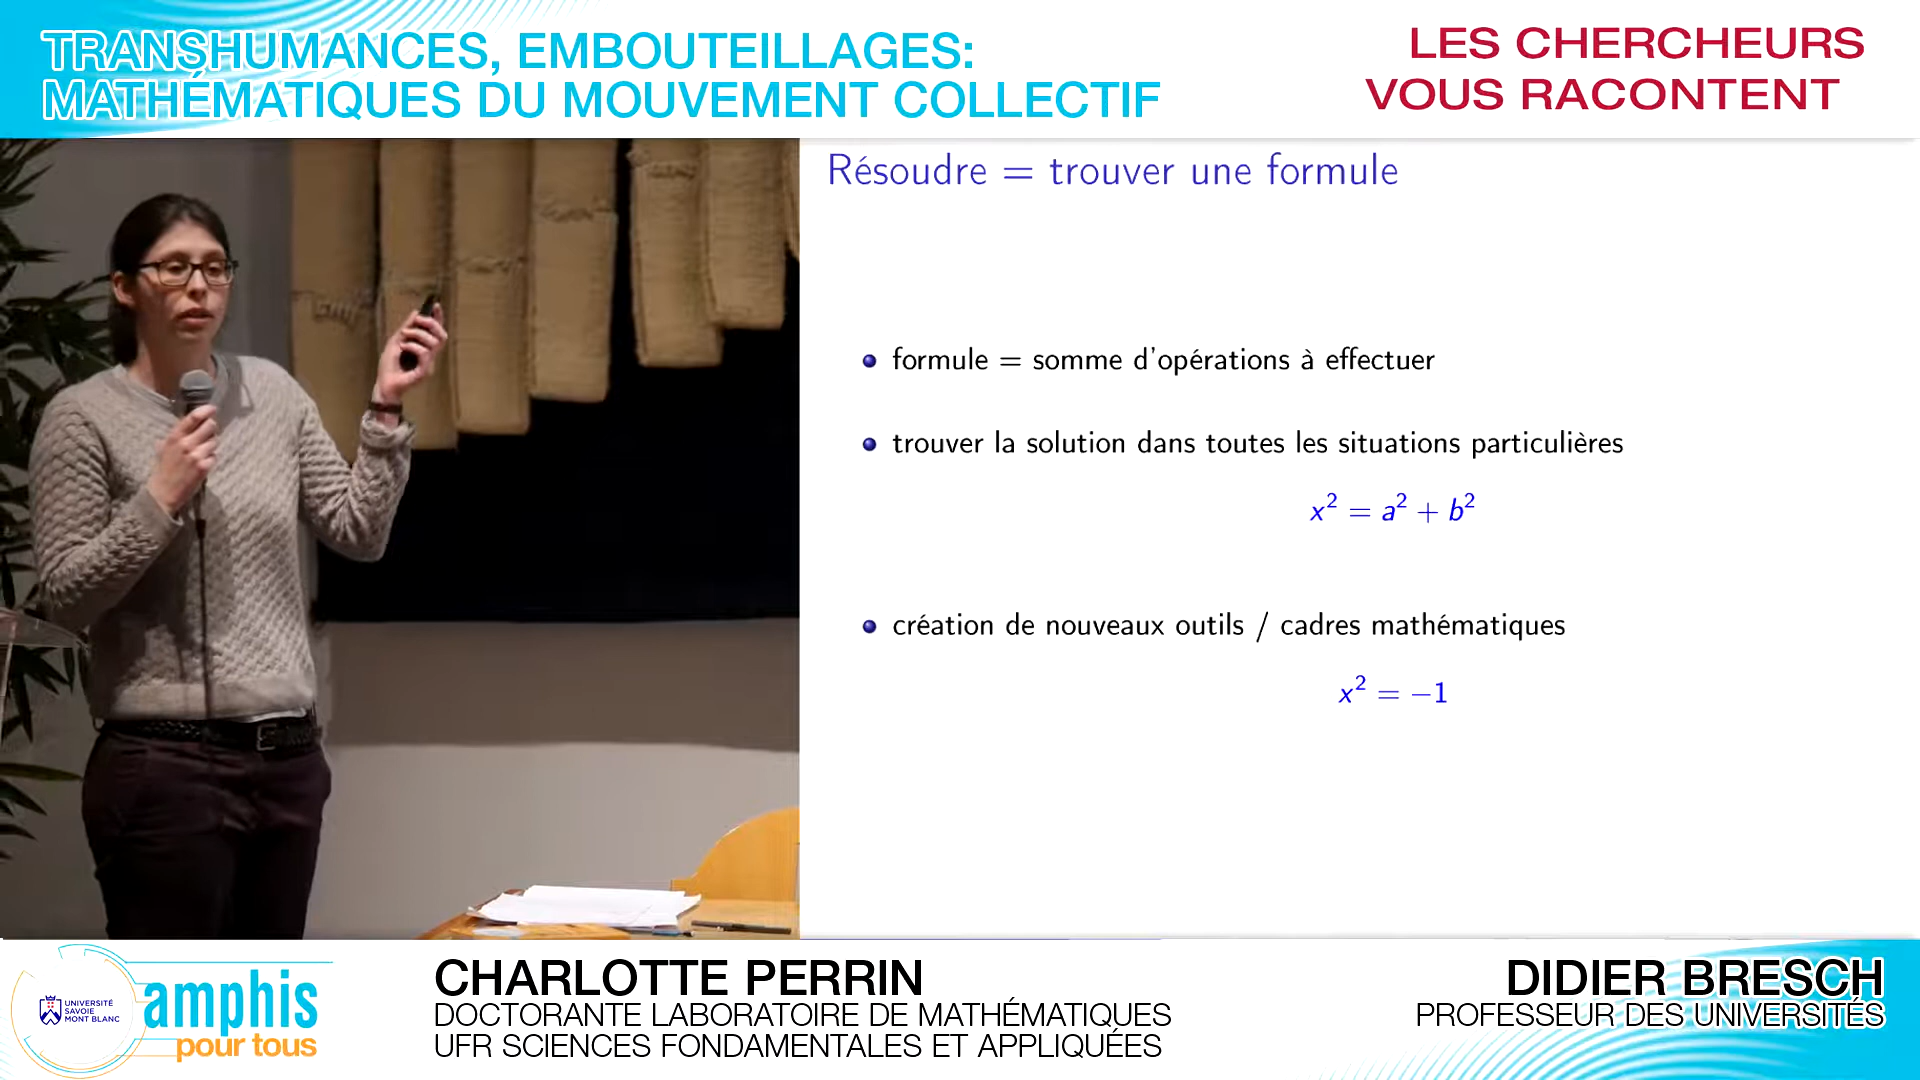 TRANSHUMANCES, EMBOUTEILLAGES:
MATHÉMATIQUES DU MOUVEMENT COLLECTIF
LES CHERCHEURS
VOUS RACONTENT
Résoudre = trouver une formule
formule = somme d'opérations à effectuer
trouver la solution dans toutes les situations particulières
x² = a² + b²
création de nouveaux outils / cadres mathématiques
x² = −1
UNIVERSITÉ
SAVOIE
MONT BLANC
amphis
pour tous
CHARLOTTE PERRIN
DOCTORANTE LABORATOIRE DE MATHÉMATIQUES
UFR SCIENCES FONDAMENTALES ET APPLIQUÉES
DIDIER BRESCH
PROFESSEUR DES UNIVERSITÉS